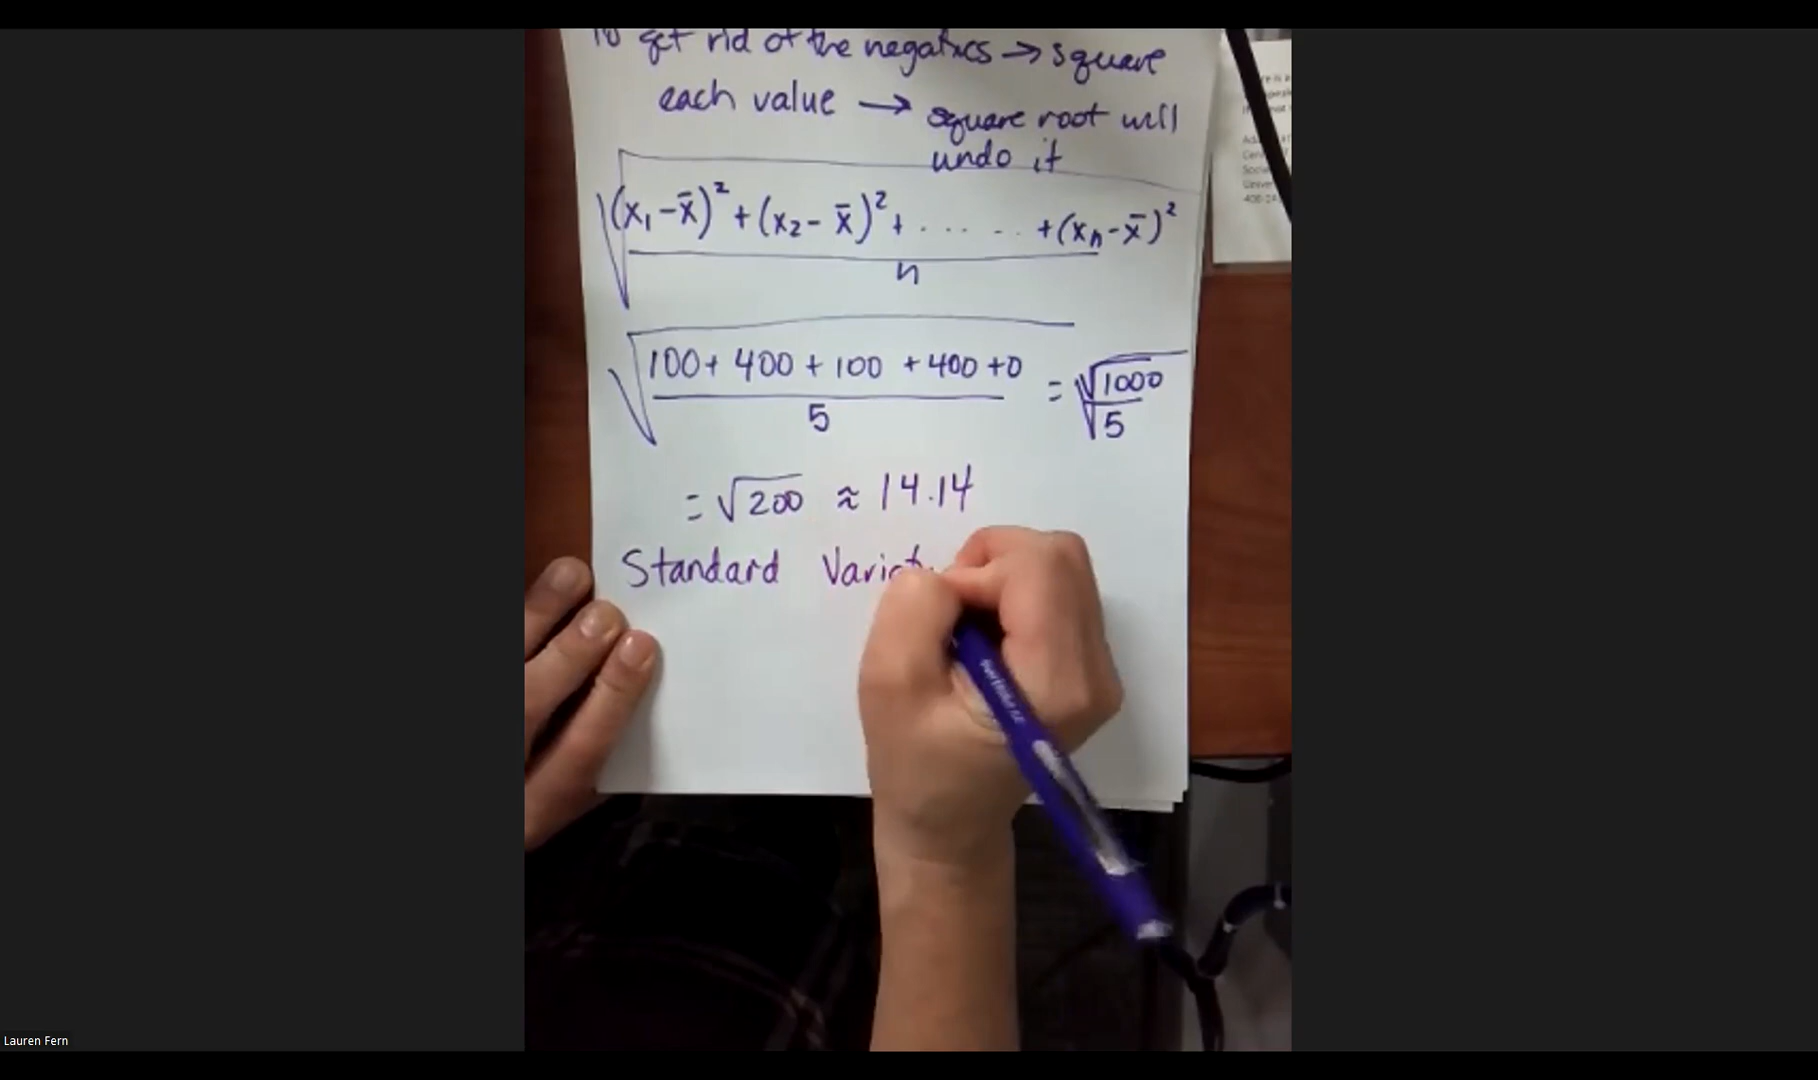 To get rid of the negatives → square
each value → square root will
undo it
√((x₁-x̄)² + (x₂-x̄)² + ..... + (xₙ-x̄)²
n
√(100 + 400 + 100 + 400 + 0 = √1000
5 √5
= √200 ≈ 14.14
Standard
Lauren Fern